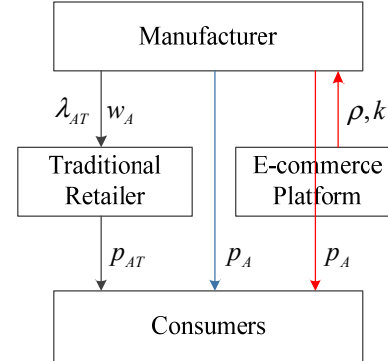 Manufacturer
λ_AT w_A ρ, k
Traditional Retailer
E-commerce Platform
p_AT p_A p_A
Consumers